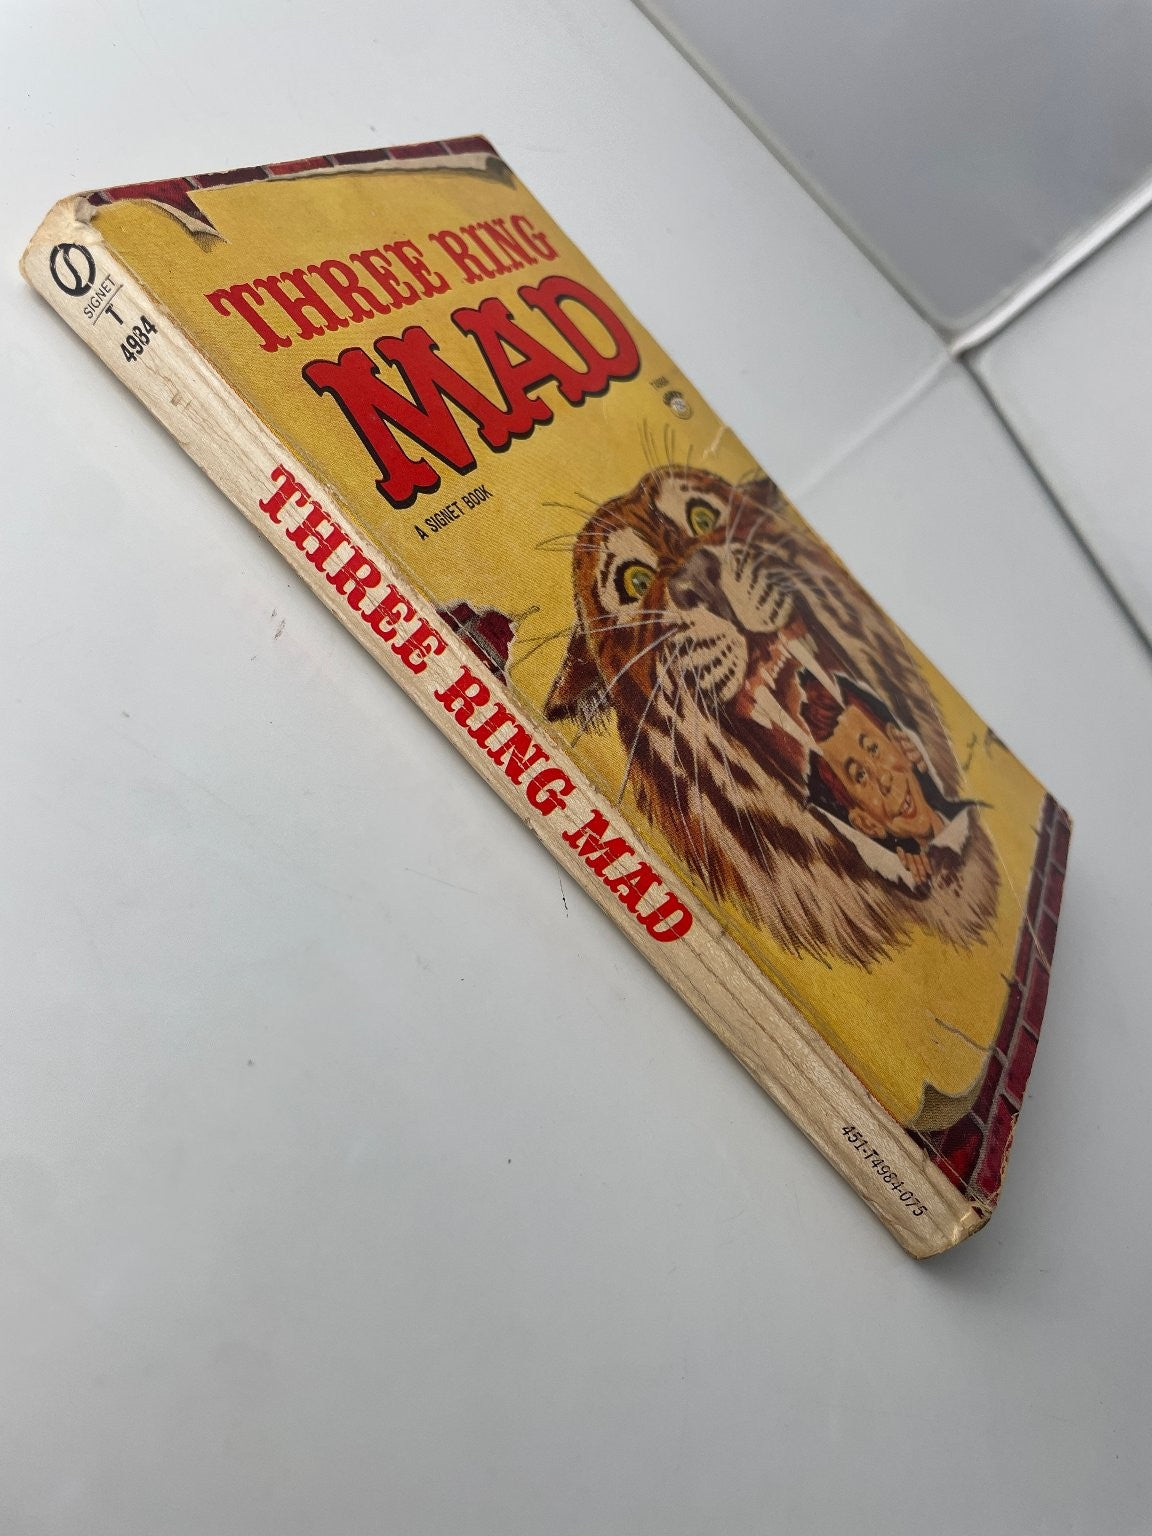 SIGNET
T
4984
THREE RING MAD
451-T4984-075
THREE RING
MAD
A SIGNET BOOK